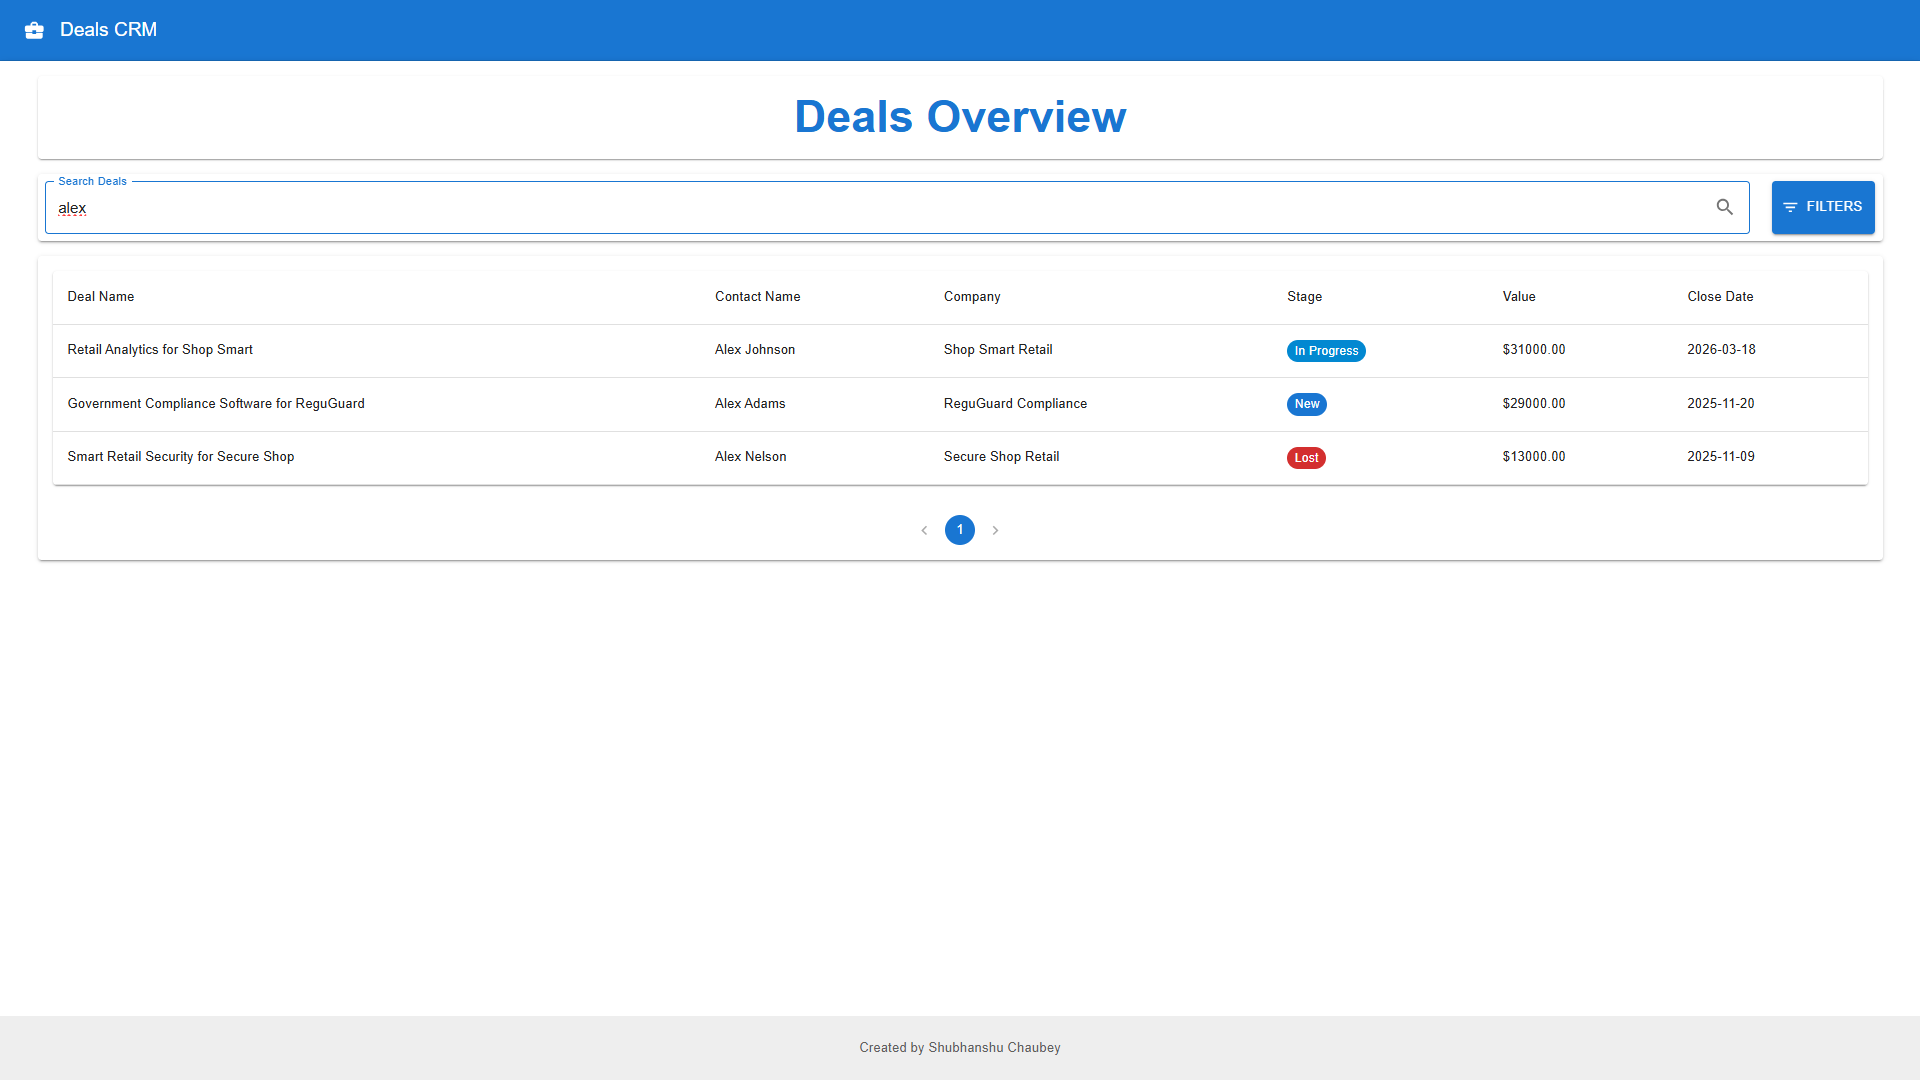 Deals CRM
Deals Overview
Search Deals
alex
FILTERS
Deal Name Contact Name Company Stage Value Close Date
Retail Analytics for Shop Smart Alex Johnson Shop Smart Retail In Progress $31000.00 2026-03-18
Government Compliance Software for ReguGuard Alex Adams ReguGuard Compliance New $29000.00 2025-11-20
Smart Retail Security for Secure Shop Alex Nelson Secure Shop Retail Lost $13000.00 2025-11-09
1
Created by Shubhanshu Chaubey